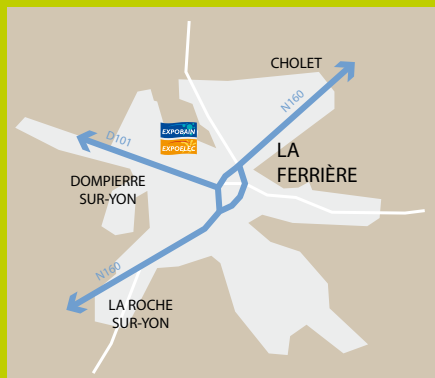 CHOLET
N160
D101
EXPOBAIN
EXPOELEC
LA
FERRIÈRE
DOMPIERRE
SUR-YON
N160
LA ROCHE
SUR-YON